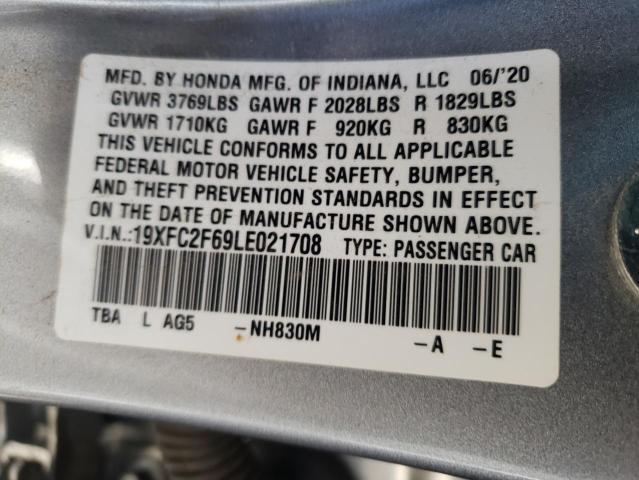 MFD. BY HONDA MFG. OF INDIANA, LLC 06/'20
GVWR 3769LBS GAWR F 2028LBS R 1829LBS
GVWR 1710KG GAWR F 920KG R 830KG
THIS VEHICLE CONFORMS TO ALL APPLICABLE
FEDERAL MOTOR VEHICLE SAFETY, BUMPER,
AND THEFT PREVENTION STANDARDS IN EFFECT
ON THE DATE OF MANUFACTURE SHOWN ABOVE.
V.I.N.:19XFC2F69LE021708 TYPE: PASSENGER CAR
TBA L AG5 -NH830M -A -E